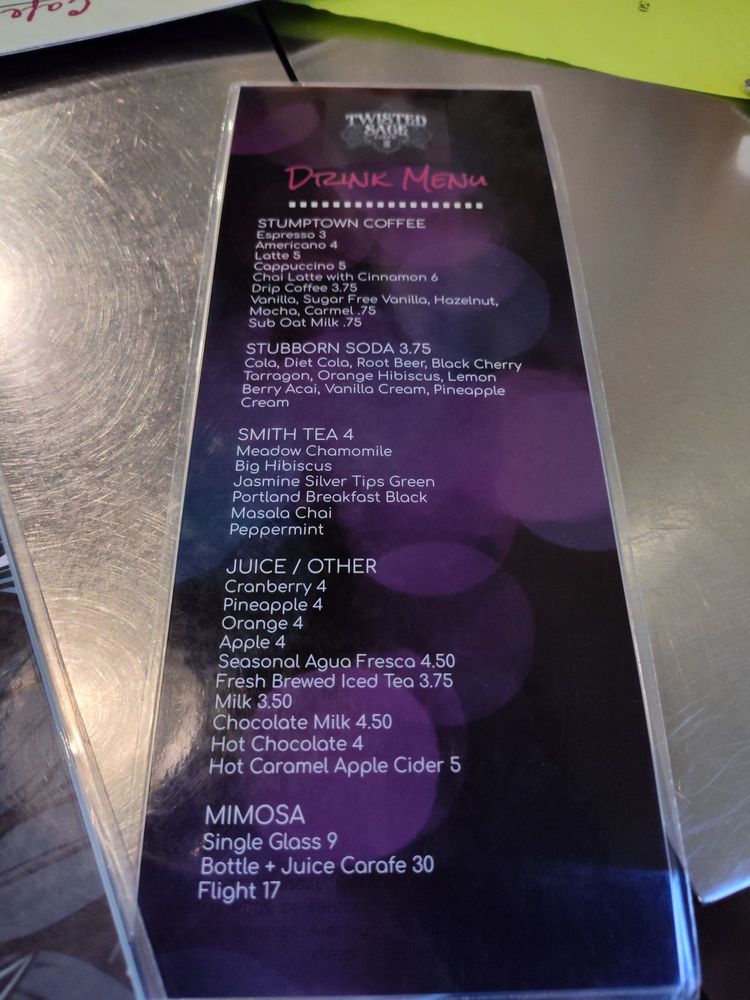 Cafe
50
TWISTED
SAGE
DRINK MENU
STUMPTOWN COFFEE
Espresso 3
Americano 4
Latte 5
Cappuccino 5
Chai Latte with Cinnamon 6
Drip Coffee 3.75
Vanilla, Sugar Free Vanilla, Hazelnut,
Mocha, Carmel .75
Sub Oat Milk .75
STUBBORN SODA 3.75
Cola, Diet Cola, Root Beer, Black Cherry
Tarragon, Orange Hibiscus, Lemon
Berry Acai, Vanilla Cream, Pineapple
Cream
SMITH TEA 4
Meadow Chamomile
Big Hibiscus
Jasmine Silver Tips Green
Portland Breakfast Black
Masala Chai
Peppermint
JUICE / OTHER
Cranberry 4
Pineapple 4
Orange 4
Apple 4
Seasonal Agua Fresca 4.50
Fresh Brewed Iced Tea 3.75
Milk 3.50
Chocolate Milk 4.50
Hot Chocolate 4
Hot Caramel Apple Cider 5
MIMOSA
Single Glass 9
Bottle + Juice Carafe 30
Flight 17